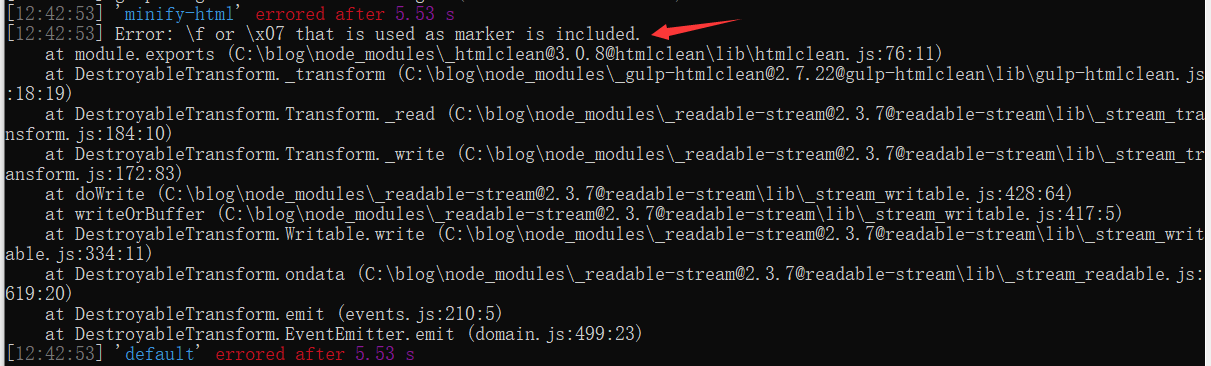 [12:42:53] 'minify-html' errored after 5.53 s
[12:42:53] Error: \f or \x07 that is used as marker is included.
    at module.exports (C:\blog\node_modules\_htmlclean@3.0.8@htmlclean\lib\htmlclean.js:76:11)
    at DestroyableTransform._transform (C:\blog\node_modules\_gulp-htmlclean@2.7.22@gulp-htmlclean\lib\gulp-htmlclean.js
:18:19)
    at DestroyableTransform.Transform._read (C:\blog\node_modules\_readable-stream@2.3.7@readable-stream\lib\_stream_tra
nsform.js:184:10)
    at DestroyableTransform.Transform._write (C:\blog\node_modules\_readable-stream@2.3.7@readable-stream\lib\_stream_tr
ansform.js:172:83)
    at doWrite (C:\blog\node_modules\_readable-stream@2.3.7@readable-stream\lib\_stream_writable.js:428:64)
    at writeOrBuffer (C:\blog\node_modules\_readable-stream@2.3.7@readable-stream\lib\_stream_writable.js:417:5)
    at DestroyableTransform.Writable.write (C:\blog\node_modules\_readable-stream@2.3.7@readable-stream\lib\_stream_writ
able.js:334:11)
    at DestroyableTransform.ondata (C:\blog\node_modules\_readable-stream@2.3.7@readable-stream\lib\_stream_readable.js:
619:20)
    at DestroyableTransform.emit (events.js:210:5)
    at DestroyableTransform.EventEmitter.emit (domain.js:499:23)
[12:42:53] 'default' errored after 5.53 s